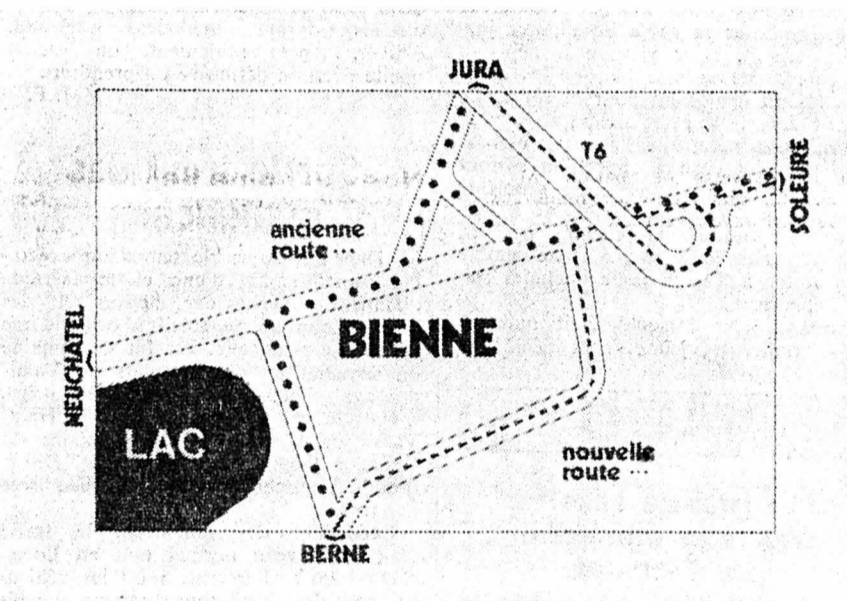 JURA
T6
SOLEURE
ancienne
route ···
BIENNE
NEUCHATEL
LAC
nouvelle
route ···
BERNE